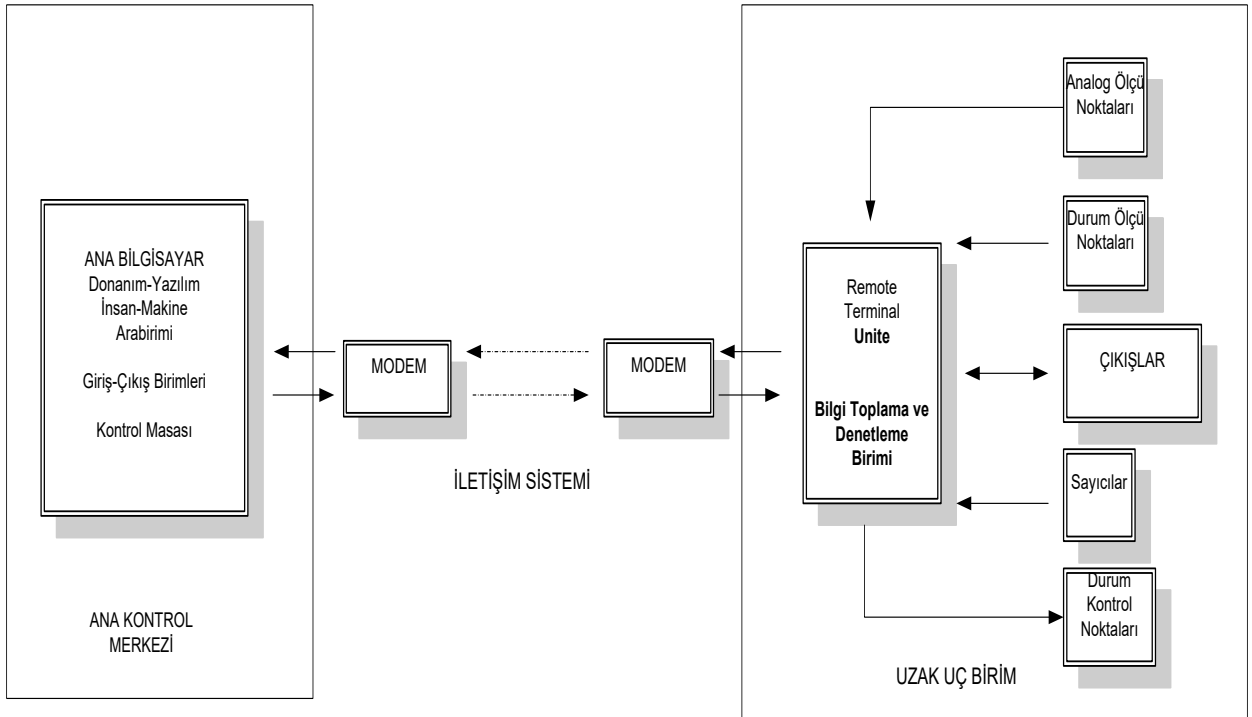 ANA BİLGİSAYAR
Donanım-Yazılım
İnsan-Makine
Arabirimi
Giriş-Çıkış Birimleri
Kontrol Masası
ANA KONTROL
MERKEZİ
MODEM
MODEM
İLETİŞİM SİSTEMİ
Remote
Terminal
Unite
Bilgi Toplama ve
Denetleme
Birimi
Analog Ölçü
Noktaları
Durum Ölçü
Noktaları
ÇIKIŞLAR
Sayıcılar
Durum
Kontrol
Noktaları
UZAK UÇ BİRİM